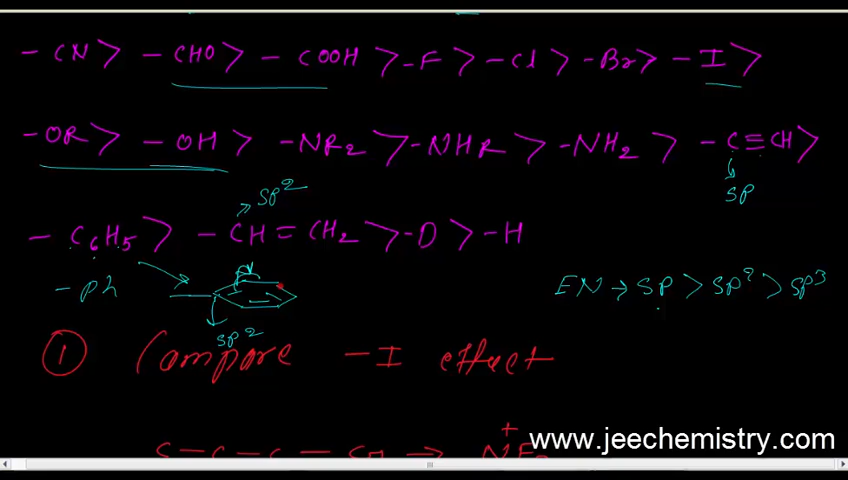 - CN > - CHO > - COOH > - F > - Cl > - Br > - I >
- OR > - OH > - NR2 > - NHR > - NH2 > - C≡CH >
SP
SP2
- C6H5 > - CH = CH2 > - D > - H
- ph
EN → SP > SP2 > SP3
SP2
① Compare - I effect
www.jeechemistry.com